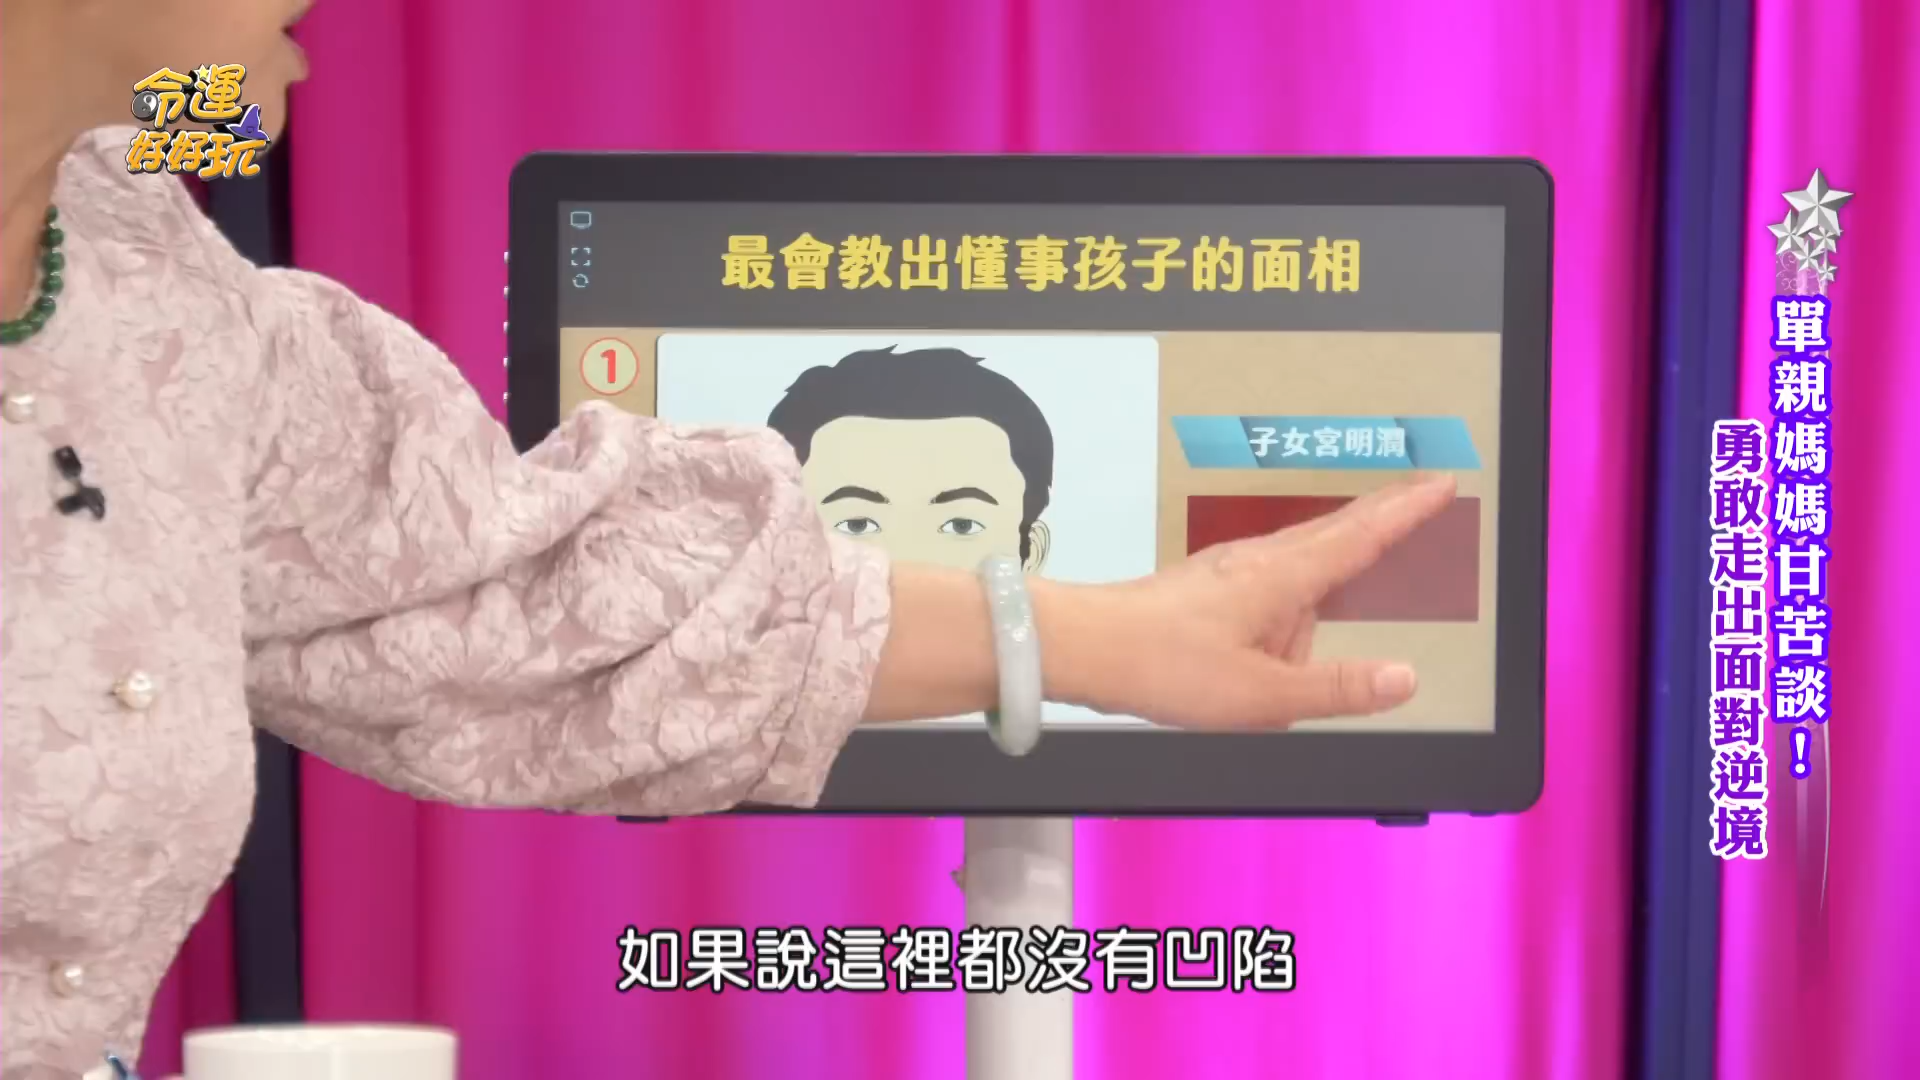 命運
好好玩
最會教出懂事孩子的面相
1
子女宮明潤
單親媽媽甘苦談！
勇敢走出面對逆境
如果說這裡都沒有凹陷